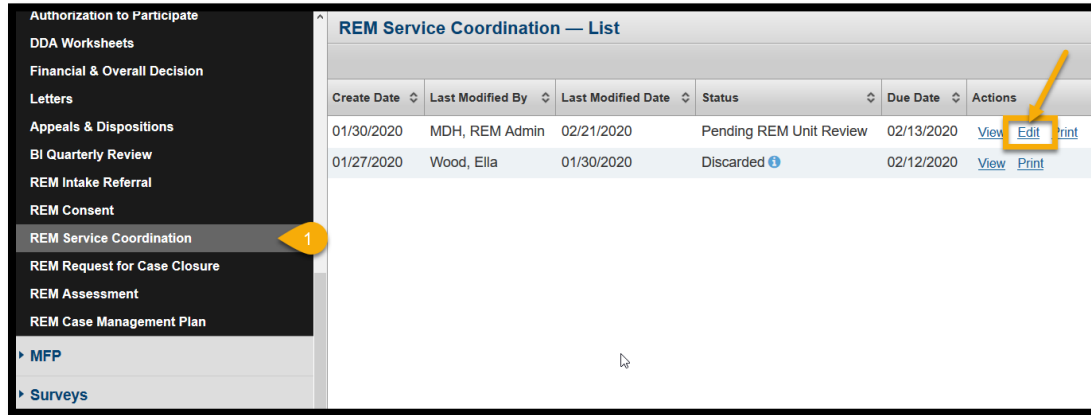 Authorization to Participate
DDA Worksheets
Financial & Overall Decision
Letters
Appeals & Dispositions
BI Quarterly Review
REM Intake Referral
REM Consent
REM Service Coordination
1
REM Request for Case Closure
REM Assessment
REM Case Management Plan
MFP
Surveys
REM Service Coordination — List
Create Date Last Modified By Last Modified Date Status Due Date Actions
01/30/2020 MDH, REM Admin 02/21/2020 Pending REM Unit Review 02/13/2020 View Edit Print
01/27/2020 Wood, Ella 01/30/2020 Discarded 02/12/2020 View Print